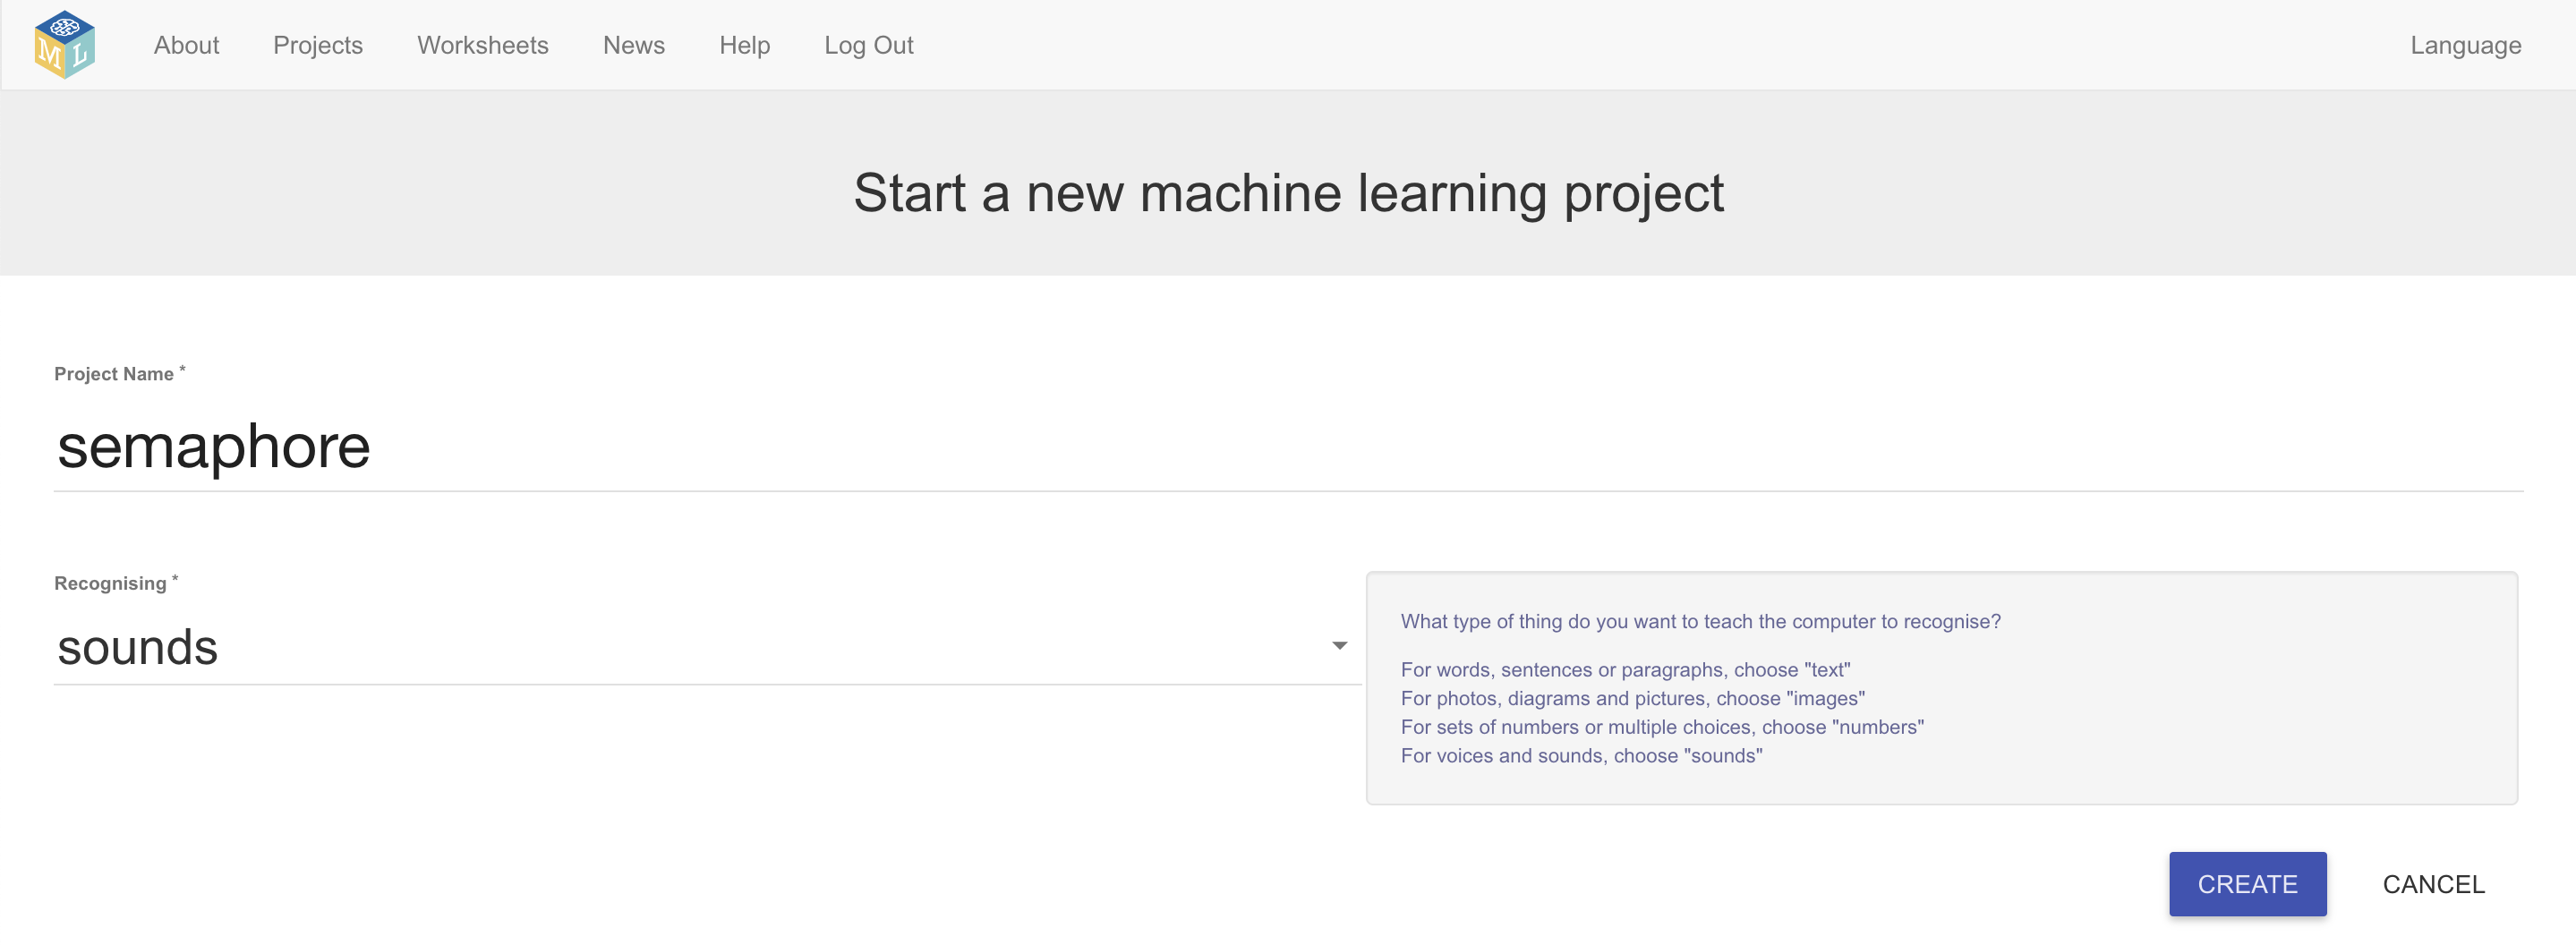 ML
About Projects Worksheets News Help Log Out Language
Start a new machine learning project
Project Name *
semaphore
Recognising *
sounds
What type of thing do you want to teach the computer to recognise?
For words, sentences or paragraphs, choose "text"
For photos, diagrams and pictures, choose "images"
For sets of numbers or multiple choices, choose "numbers"
For voices and sounds, choose "sounds"
CREATE CANCEL